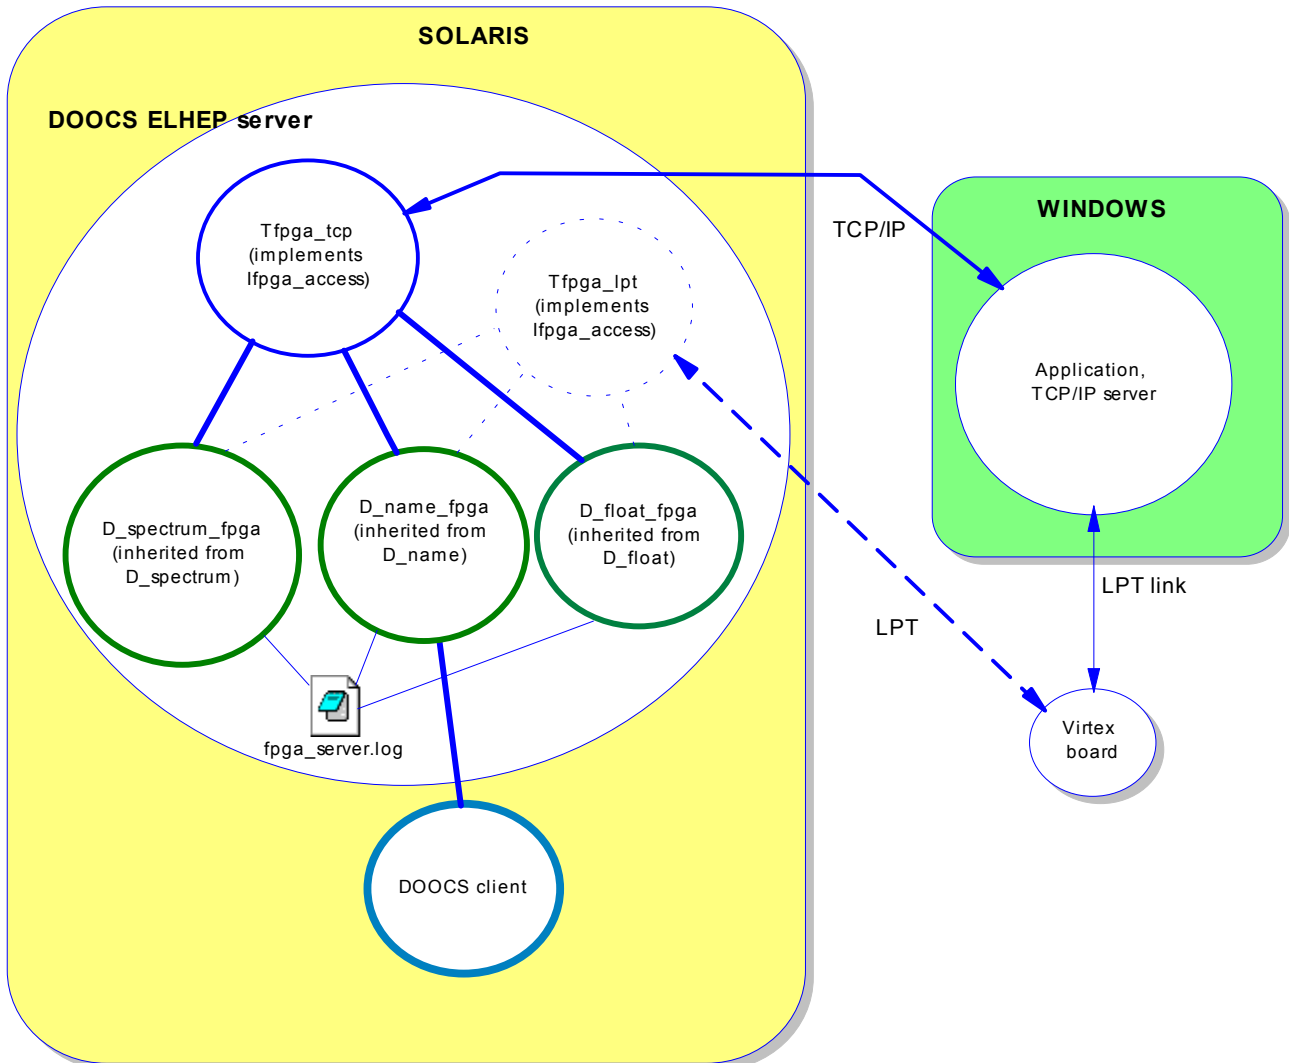 SOLARIS
DOOCS ELHEP server
Tfpga_tcp
(implements
Ifpga_access)
TCP/IP
WINDOWS
Tfpga_lpt
(implements
Ifpga_access)
Application,
TCP/IP server
D_spectrum_fpga
(inherited from
D_spectrum)
D_name_fpga
(inherited from
D_name)
D_float_fpga
(inherited from
D_float)
LPT link
LPT
fpga_server.log
Virtex
board
DOOCS client